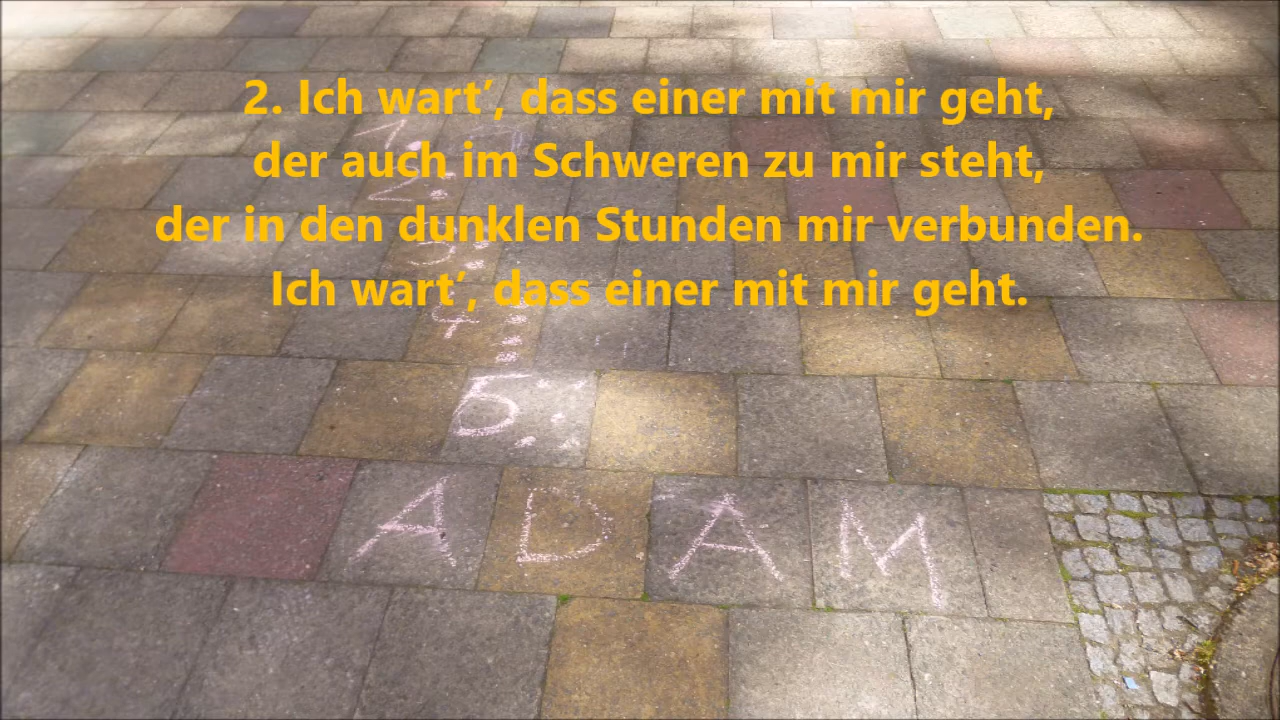 2. Ich wart’, dass einer mit mir geht,
der auch im Schweren zu mir steht,
der in den dunklen Stunden mir verbunden.
Ich wart’, dass einer mit mir geht.
1.
2.
3.
4.
5.
ADAM